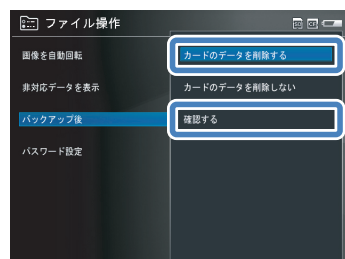 ファイル操作
画像を自動回転
カードのデータを削除する
非対応データを表示
カードのデータを削除しない
バックアップ後
確認する
パスワード設定